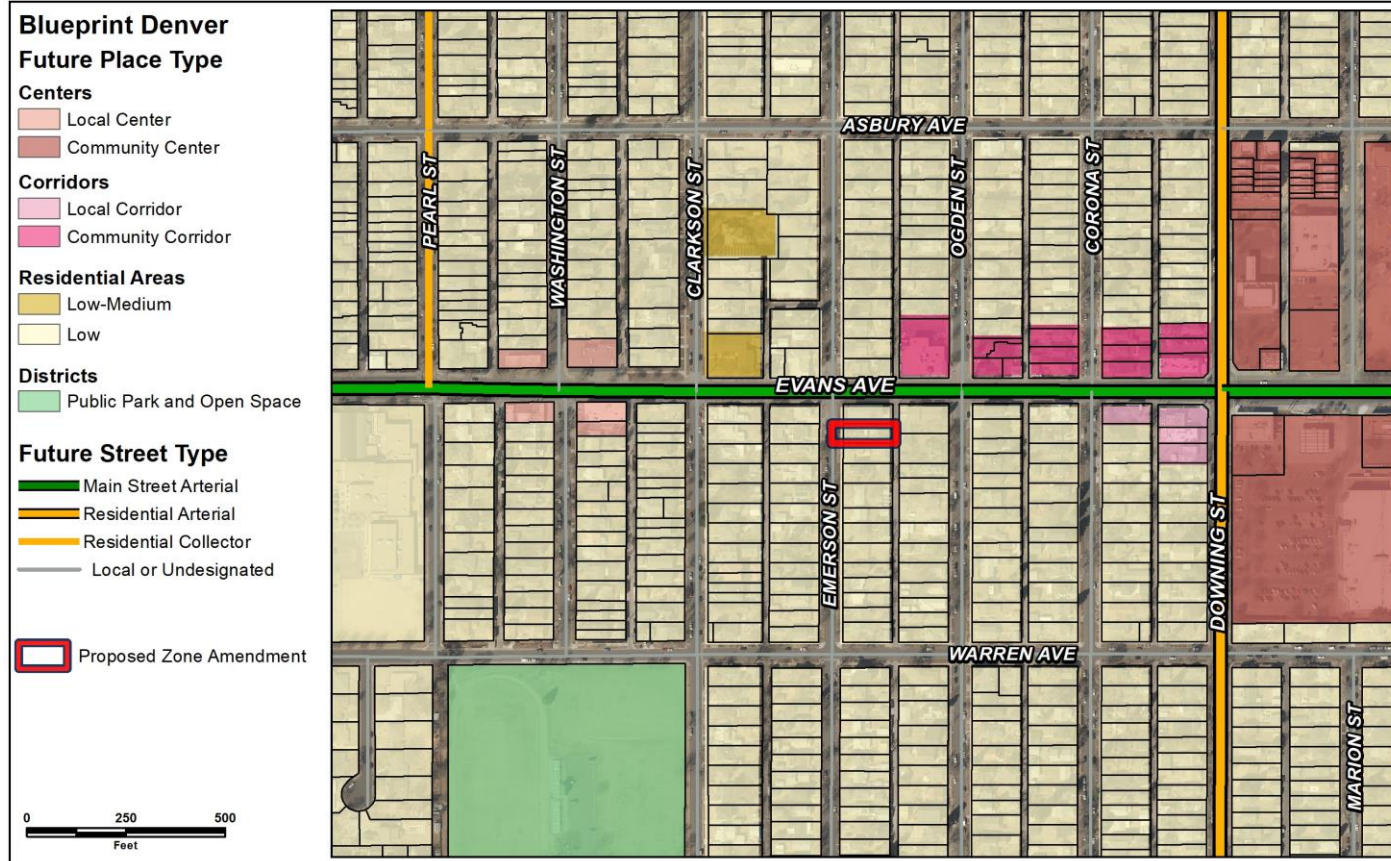 Blueprint Denver
Future Place Type
Centers
Local Center
Community Center
Corridors
Local Corridor
Community Corridor
Residential Areas
Low-Medium
Low
Districts
Public Park and Open Space
Future Street Type
Main Street Arterial
Residential Arterial
Residential Collector
Local or Undesignated
Proposed Zone Amendment
0 250 500
Feet
ASBURY AVE
PEARL ST
WASHINGTON ST
CLARKSON ST
OGDEN ST
CORONA ST
EVANS AVE
EMERSON ST
DOWNING ST
WARREN AVE
MARION ST